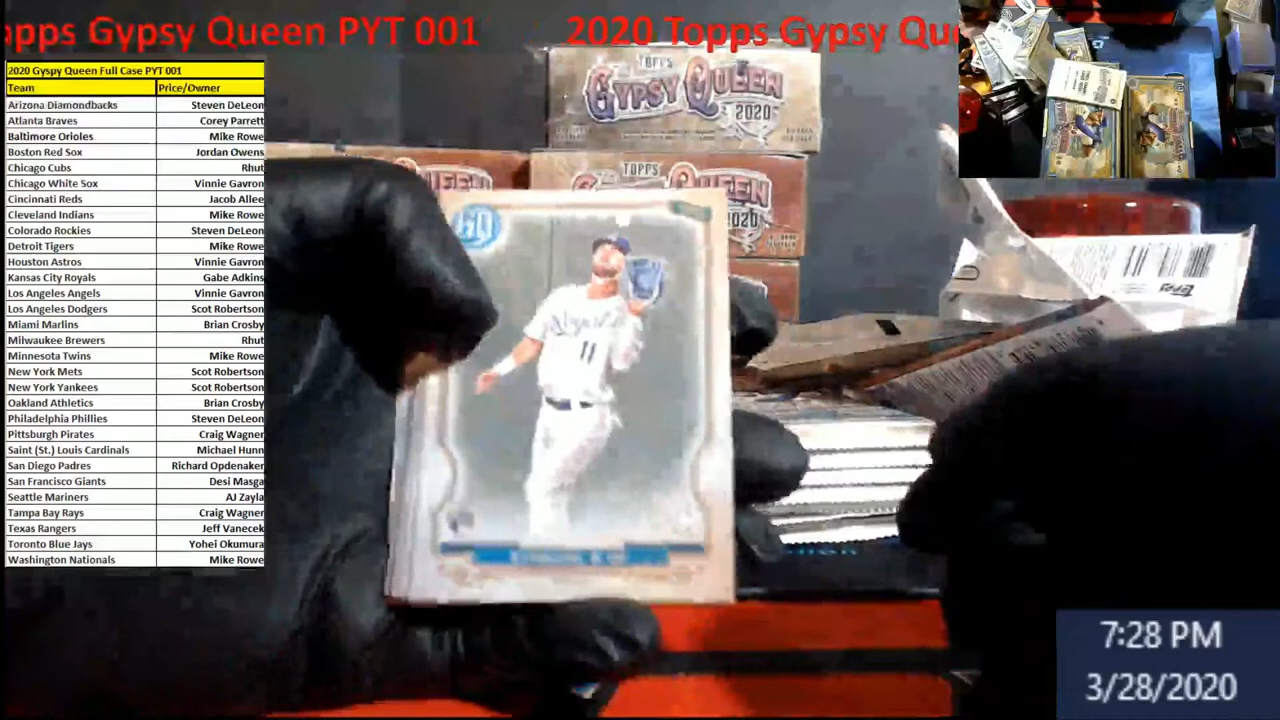 opps Gypsy Queen PYT 001 2020 Topps Gypsy Qu
2020 Gyspy Queen Full Case PYT 001
Team Price/Owner
Arizona Diamondbacks Steven DeLeon
Atlanta Braves Corey Parrett
Baltimore Orioles Mike Rowe
Boston Red Sox Jordan Owens
Chicago Cubs Rhut
Chicago White Sox Vinnie Gavron
Cincinnati Reds Jacob Allee
Cleveland Indians Mike Rowe
Colorado Rockies Steven DeLeon
Detroit Tigers Mike Rowe
Houston Astros Vinnie Gavron
Kansas City Royals Gabe Adkins
Los Angeles Angels Vinnie Gavron
Los Angeles Dodgers Scot Robertson
Miami Marlins Brian Crosby
Milwaukee Brewers Rhut
Minnesota Twins Mike Rowe
New York Mets Scot Robertson
New York Yankees Scot Robertson
Oakland Athletics Brian Crosby
Philadelphia Phillies Steven DeLeon
Pittsburgh Pirates Craig Wagner
Saint (St.) Louis Cardinals Michael Hunn
San Diego Padres Richard Opdenaker
San Francisco Giants Desi Masga
Seattle Mariners AJ Zayla
Tampa Bay Rays Craig Wagner
Texas Rangers Jeff Vanecek
Toronto Blue Jays Yohei Okumura
Washington Nationals Mike Rowe
TOPPS
GYPSY QUEEN
2020
TOPPS
QUEEN
2020
GQ
11
Topps
7:28 PM
3/28/2020